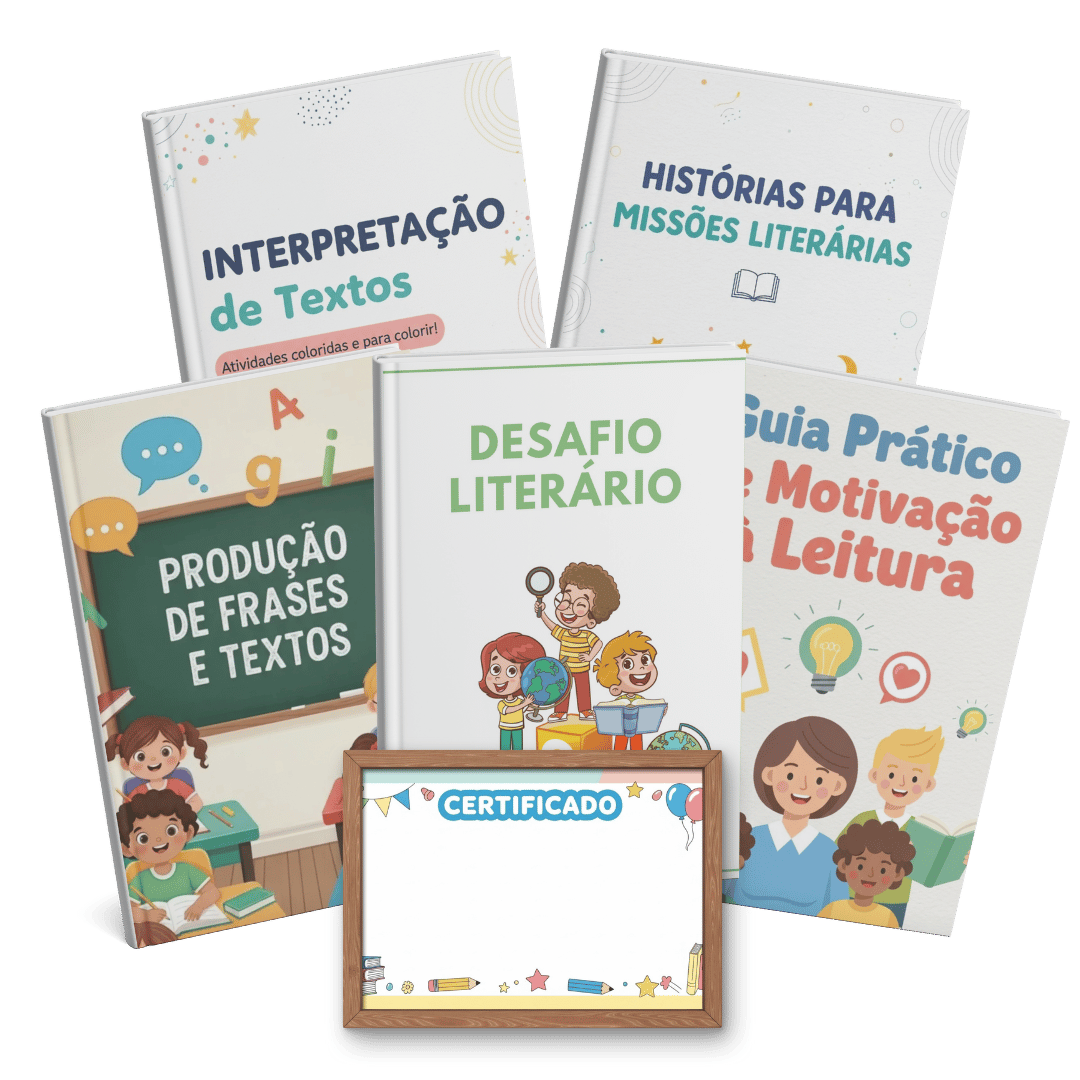 INTERPRETAÇÃO
de Textos
Atividades coloridas e para colorir!
HISTÓRIAS PARA
MISSÕES LITERÁRIAS
A
i
g
PRODUÇÃO
DE FRASES
E TEXTOS
DESAFIO
LITERÁRIO
Guia Prático
Motivação
à Leitura
CERTIFICADO